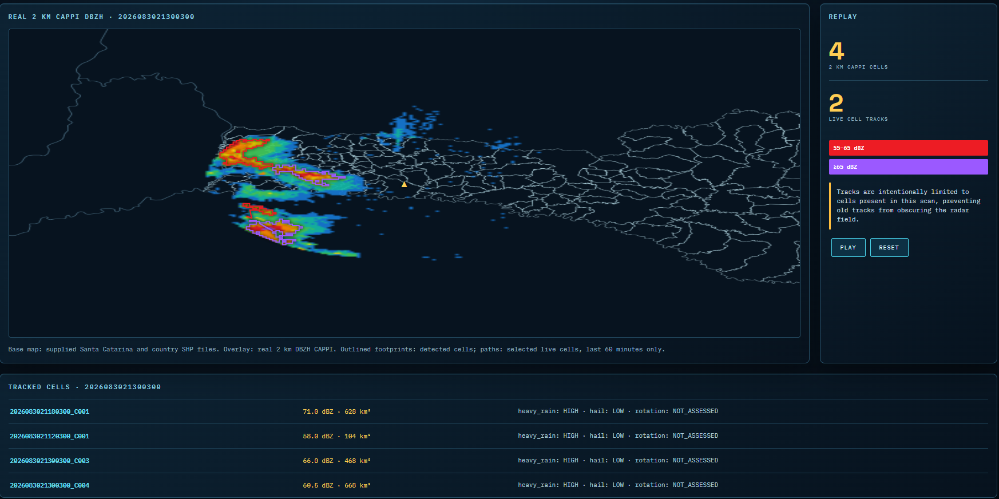 REAL 2 KM CAPPI DBZH · 2026083021300300
Base map: supplied Santa Catarina and country SHP files. Overlay: real 2 km DBZH CAPPI. Outlined footprints: detected cells; paths: selected live cells, last 60 minutes only.
REPLAY
4
2 KM CAPPI CELLS
2
LIVE CELL TRACKS
55–65 dBZ
≥65 dBZ
Tracks are intentionally limited to
cells present in this scan, preventing
old tracks from obscuring the radar
field.
PLAY RESET
TRACKED CELLS · 2026083021300300
2026083021180300_C001 71.0 dBZ · 628 km² heavy_rain: HIGH · hail: LOW · rotation: NOT_ASSESSED
2026083021120300_C001 58.0 dBZ · 104 km² heavy_rain: HIGH · hail: LOW · rotation: NOT_ASSESSED
2026083021300300_C003 66.0 dBZ · 468 km² heavy_rain: HIGH · hail: LOW · rotation: NOT_ASSESSED
2026083021300300_C004 60.5 dBZ · 668 km² heavy_rain: HIGH · hail: LOW · rotation: NOT_ASSESSED